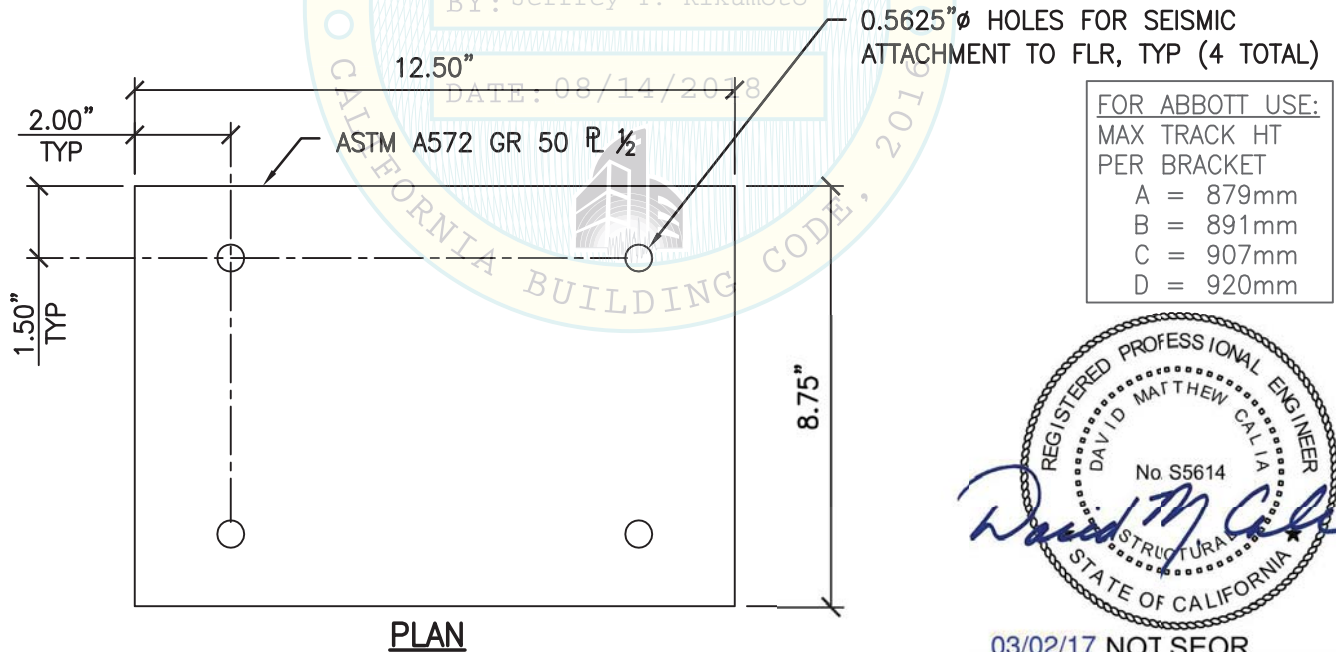 BY: Jeffrey Y. Kikumoto
0.5625"ø HOLES FOR SEISMIC
ATTACHMENT TO FLR, TYP (4 TOTAL)
12.50"
DATE: 08/14/2018
2.00"
TYP
ASTM A572 GR 50 ℄ ½
1.50"
TYP
8.75"
CALIFORNIA BUILDING CODE, 2016
FOR ABBOTT USE:
MAX TRACK HT
PER BRACKET
A = 879mm
B = 891mm
C = 907mm
D = 920mm
REGISTERED PROFESSIONAL ENGINEER
DAVID MATTHEW CALIA
No. S5614
STRUCTURAL
STATE OF CALIFORNIA
PLAN
03/02/17 NOT SEOR